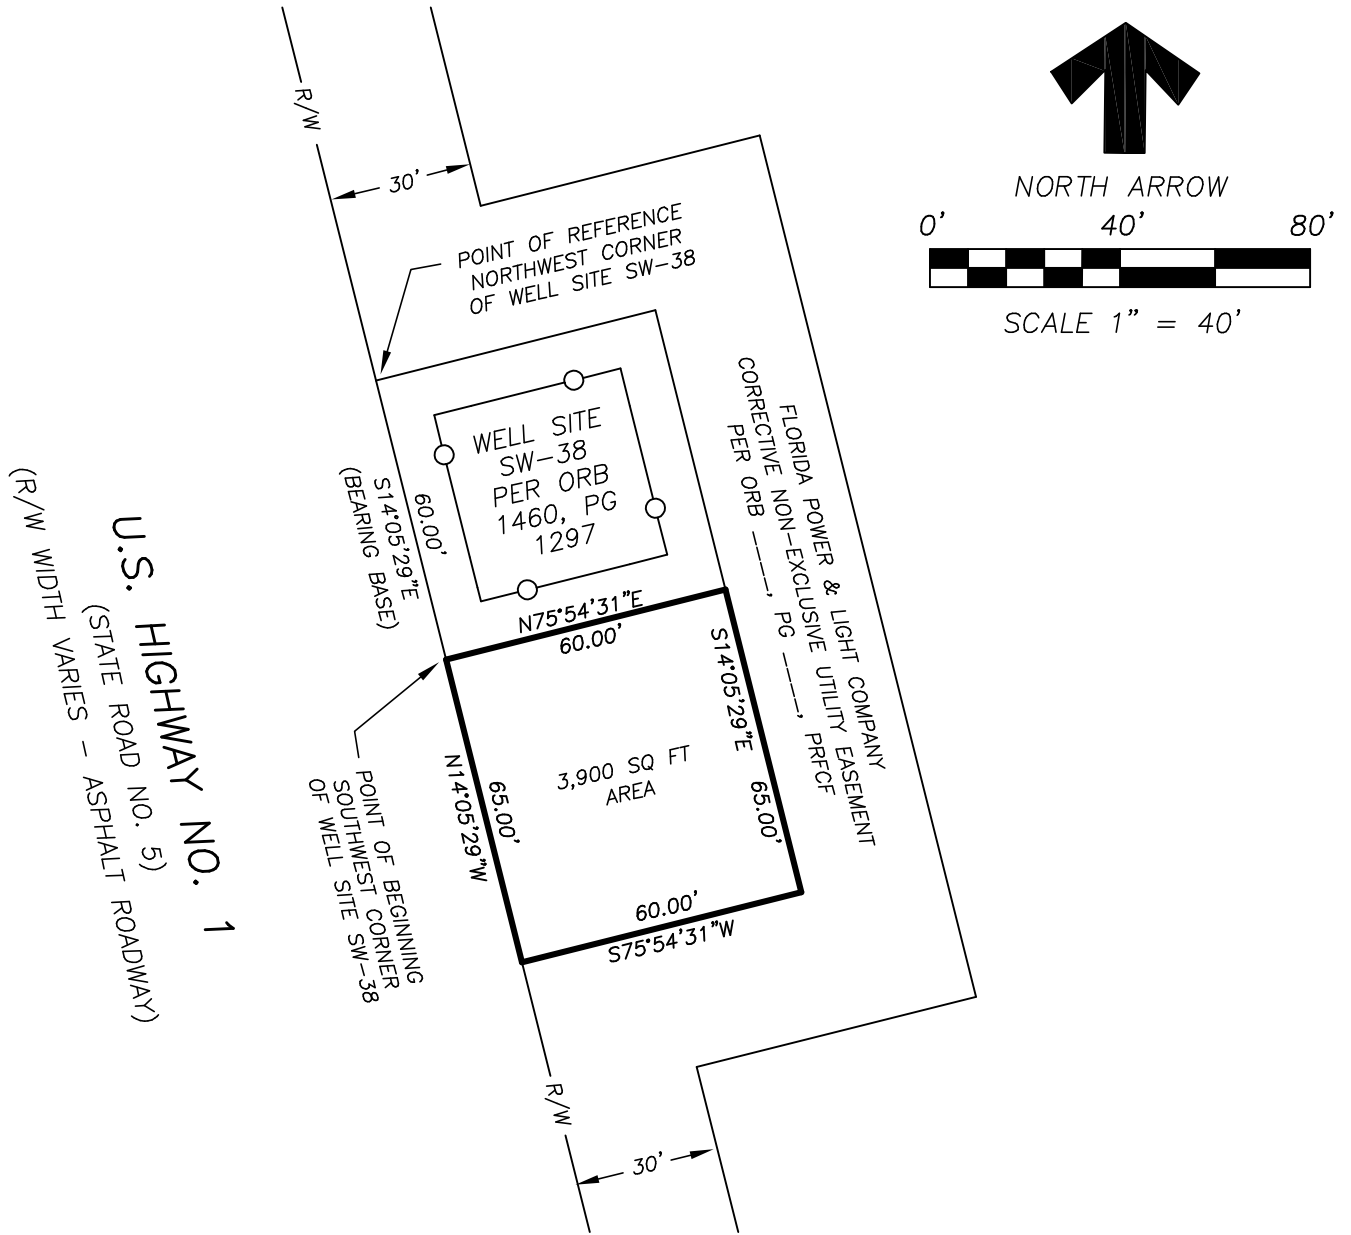 NORTH ARROW
0' 40' 80'
SCALE 1" = 40'
R/W
30'
POINT OF REFERENCE
NORTHWEST CORNER
OF WELL SITE SW-38
WELL SITE
SW-38
PER ORB
1460, PG
1297
60.00'
S14°05'29"E
(BEARING BASE)
FLORIDA POWER & LIGHT COMPANY
CORRECTIVE NON-EXCLUSIVE UTILITY EASEMENT
PER ORB ____, PG ____, PRFCF
U.S. HIGHWAY NO. 1
(STATE ROAD NO. 5)
(R/W WIDTH VARIES - ASPHALT ROADWAY)
N75°54'31"E
60.00'
S14°05'29"E
65.00'
3,900 SQ FT
AREA
65.00'
N14°05'29"W
POINT OF BEGINNING
SOUTHWEST CORNER
OF WELL SITE SW-38
60.00'
S75°54'31"W
R/W
30'